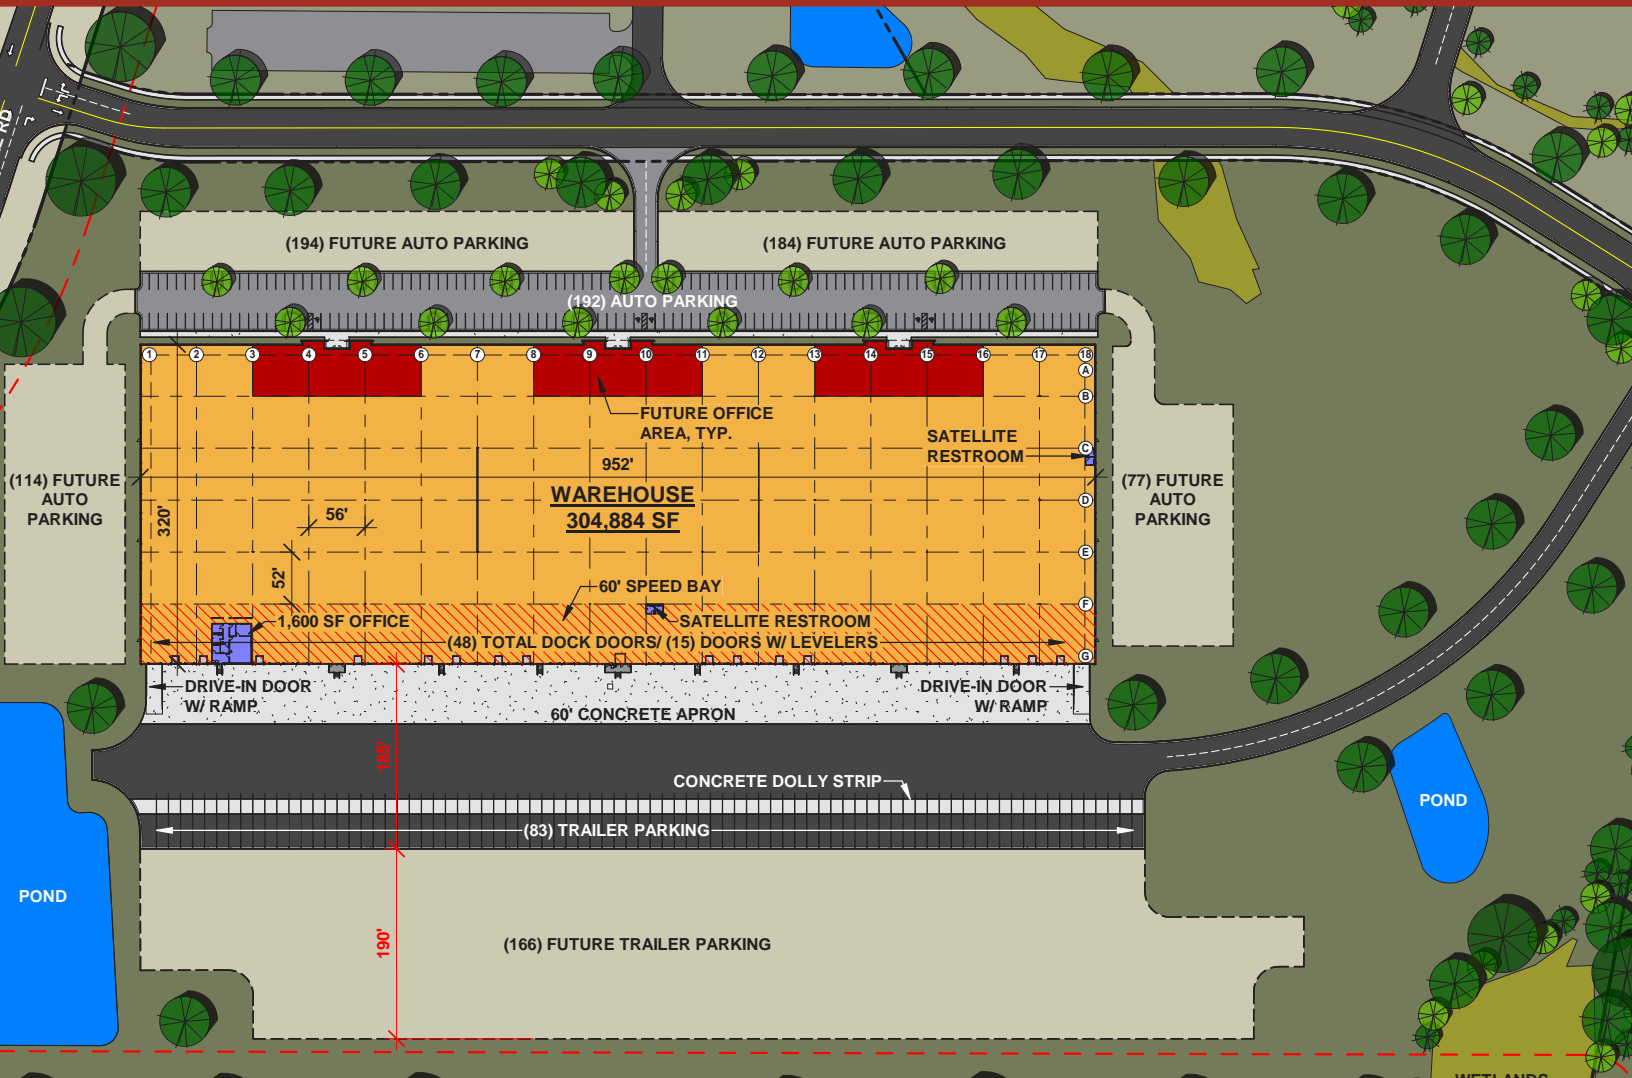 RD
(194) FUTURE AUTO PARKING
(184) FUTURE AUTO PARKING
(192) AUTO PARKING
1 2 3 4 5 6 7 8 9 10 11 12 13 14 15 16 17 18
A
B
C
D
E
F
G
FUTURE OFFICE
AREA, TYP.
SATELLITE
RESTROOM
952'
WAREHOUSE
304,884 SF
320'
56'
52'
(114) FUTURE
AUTO
PARKING
(77) FUTURE
AUTO
PARKING
60' SPEED BAY
1,600 SF OFFICE
SATELLITE RESTROOM
(48) TOTAL DOCK DOORS/ (15) DOORS W/ LEVELERS
DRIVE-IN DOOR
W/ RAMP
DRIVE-IN DOOR
W/ RAMP
60' CONCRETE APRON
185'
CONCRETE DOLLY STRIP
(83) TRAILER PARKING
POND
POND
190'
(166) FUTURE TRAILER PARKING
WETLANDS